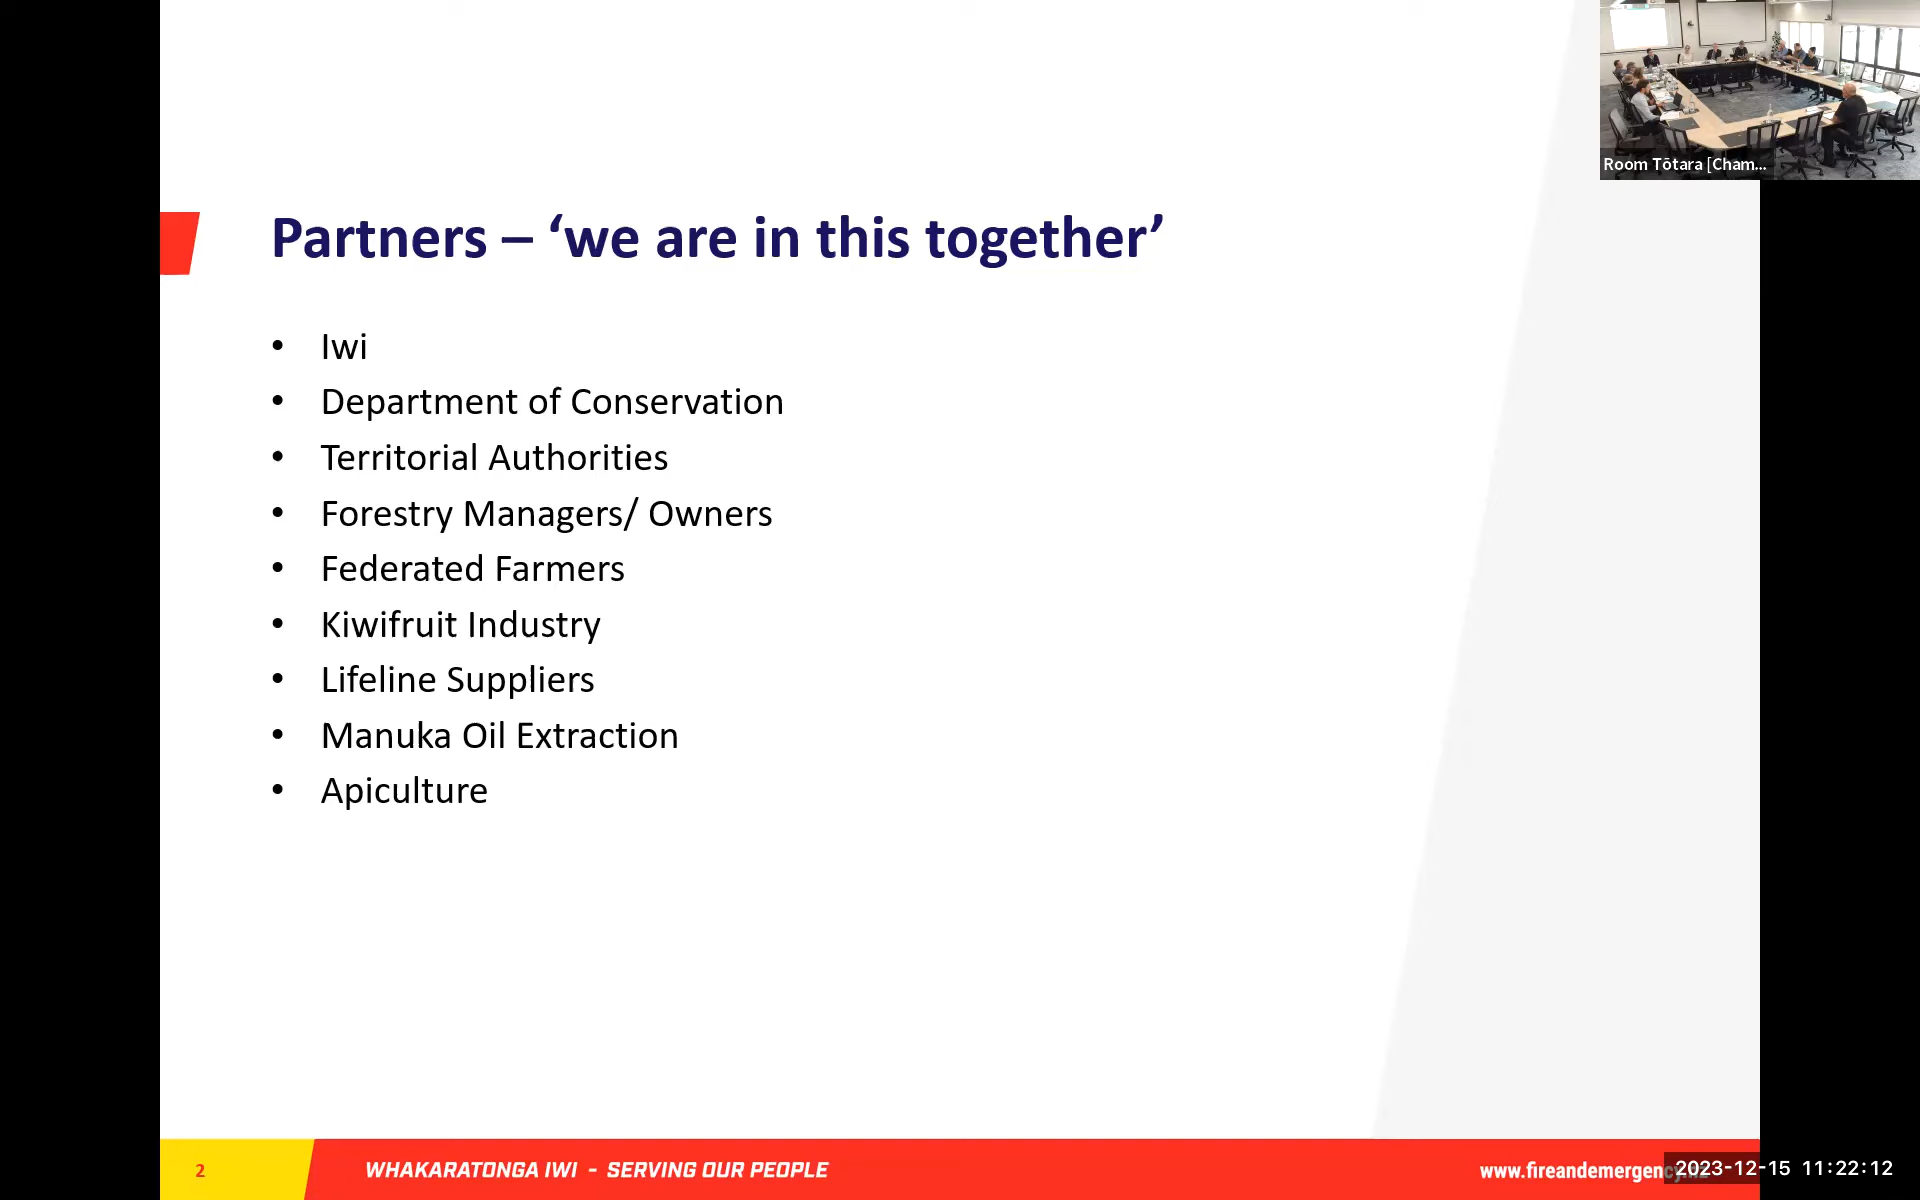 Room Tōtara [Cham...
Partners – ‘we are in this together’
• Iwi
• Department of Conservation
• Territorial Authorities
• Forestry Managers/ Owners
• Federated Farmers
• Kiwifruit Industry
• Lifeline Suppliers
• Manuka Oil Extraction
• Apiculture
2
WHAKARATONGA IWI - SERVING OUR PEOPLE
www.fireandemergenc
2023-12-15 11:22:12